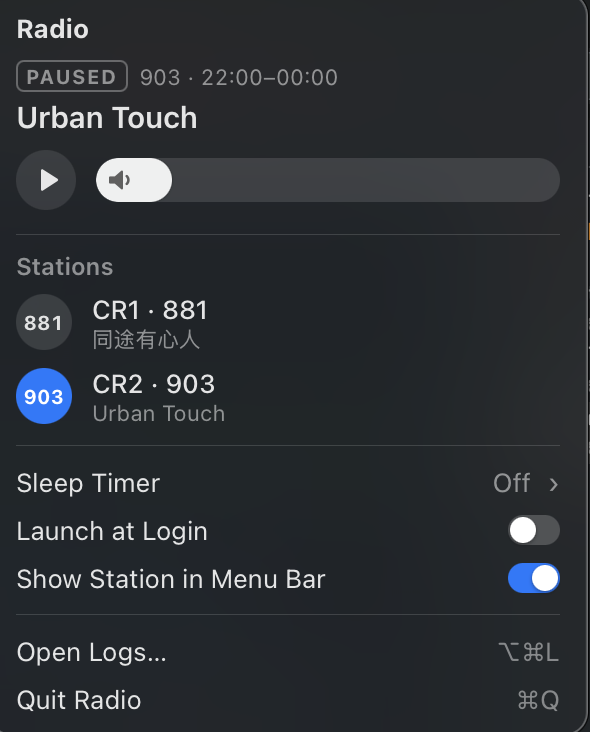 Radio
PAUSED 903 · 22:00–00:00
Urban Touch
Stations
881 CR1 · 881
同途有心人
903 CR2 · 903
Urban Touch
Sleep Timer Off ›
Launch at Login
Show Station in Menu Bar
Open Logs... ⌥⌘L
Quit Radio ⌘Q